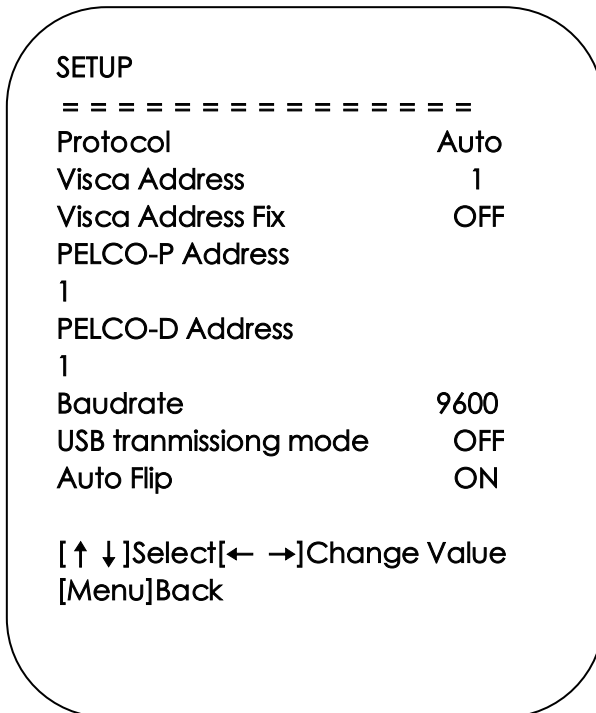 SETUP
= = = = = = = = = = = = = = =
Protocol Auto
Visca Address 1
Visca Address Fix OFF
PELCO-P Address
1
PELCO-D Address
1
Baudrate 9600
USB tranmissiong mode OFF
Auto Flip ON
[↑ ↓]Select[← →]Change Value
[Menu]Back